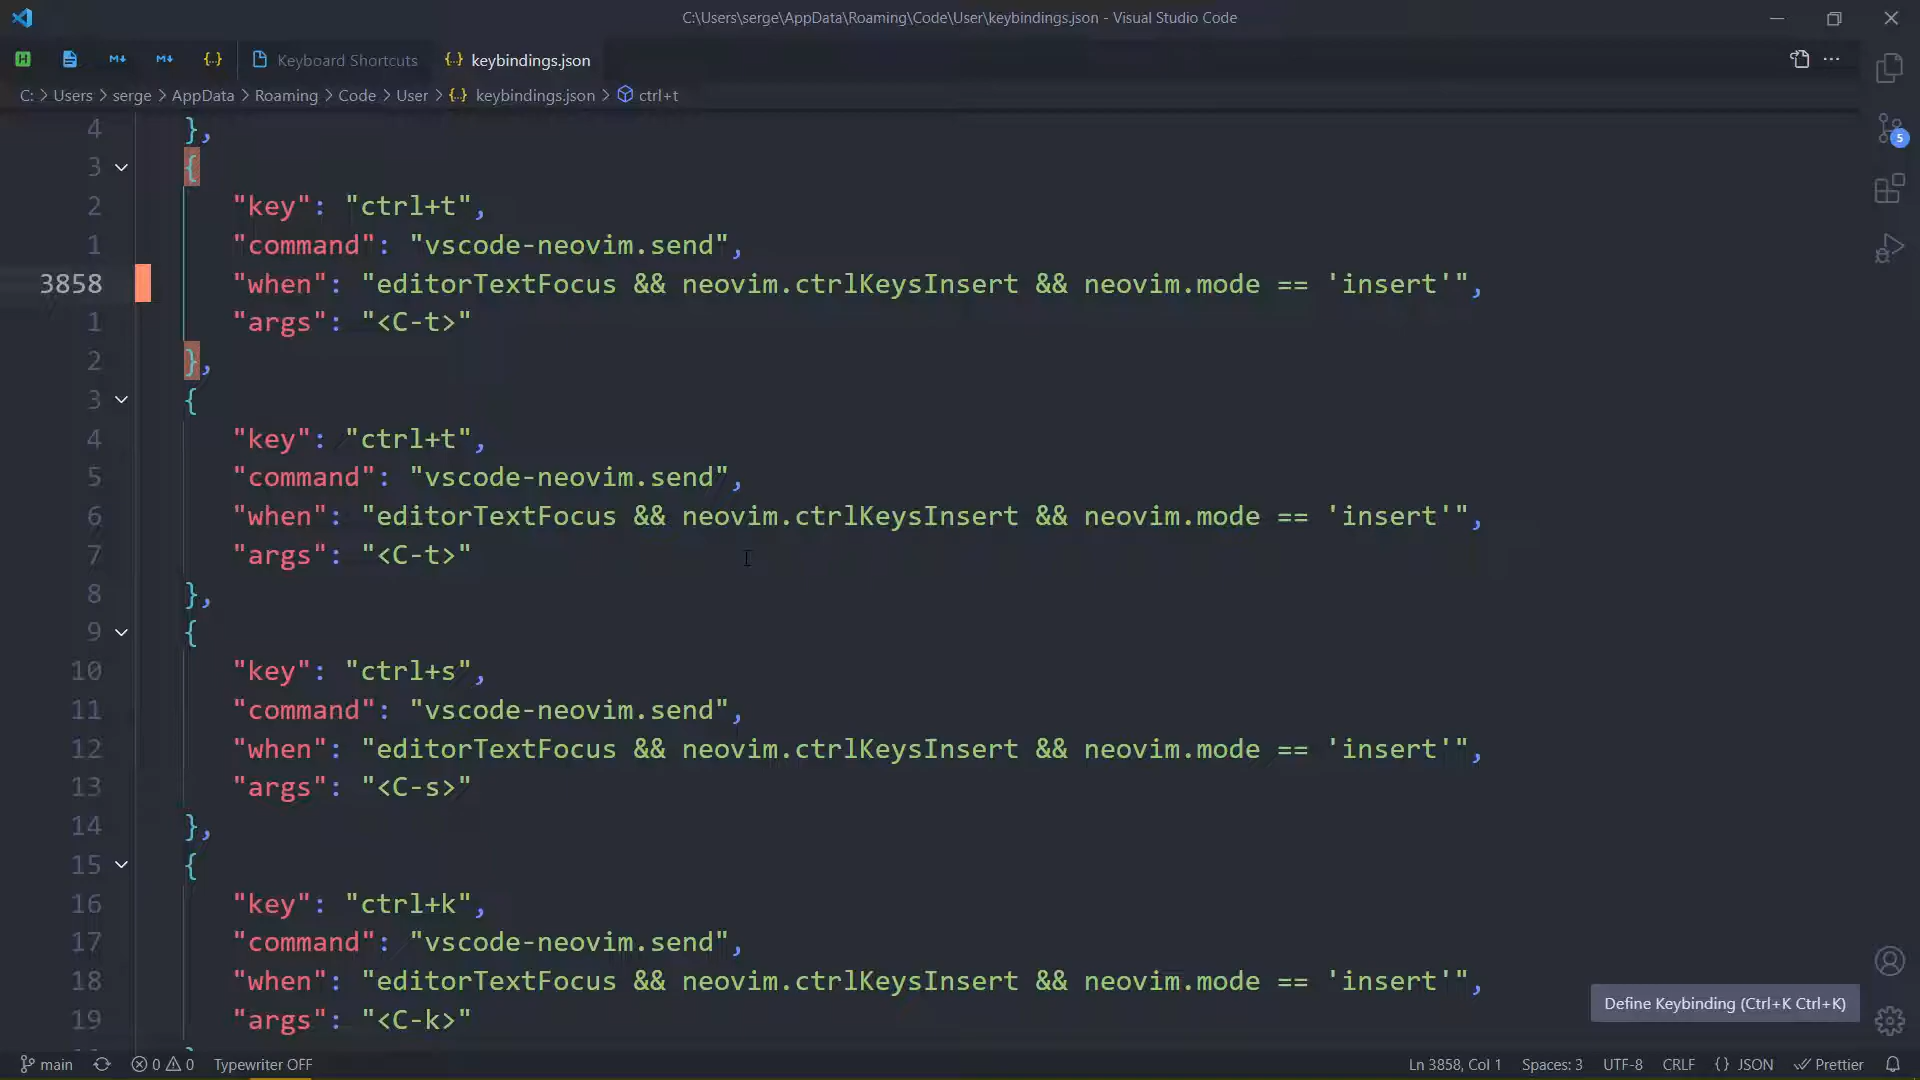 C:\Users\serge\AppData\Roaming\Code\User\keybindings.json - Visual Studio Code
Keyboard Shortcuts
{..} keybindings.json
C: > Users > serge > AppData > Roaming > Code > User > {..} keybindings.json > ctrl+t
4 },
3 {
2 "key": "ctrl+t",
1 "command": "vscode-neovim.send",
3858 "when": "editorTextFocus && neovim.ctrlKeysInsert && neovim.mode == 'insert'",
1 "args": "<C-t>"
2 },
3 {
4 "key": "ctrl+t",
5 "command": "vscode-neovim.send",
6 "when": "editorTextFocus && neovim.ctrlKeysInsert && neovim.mode == 'insert'",
7 "args": "<C-t>"
8 },
9 {
10 "key": "ctrl+s",
11 "command": "vscode-neovim.send",
12 "when": "editorTextFocus && neovim.ctrlKeysInsert && neovim.mode == 'insert'",
13 "args": "<C-s>"
14 },
15 {
16 "key": "ctrl+k",
17 "command": "vscode-neovim.send",
18 "when": "editorTextFocus && neovim.ctrlKeysInsert && neovim.mode == 'insert'",
19 "args": "<C-k>"
5
Define Keybinding (Ctrl+K Ctrl+K)
main 0 0 Typewriter OFF
Ln 3858, Col 1 Spaces: 3 UTF-8 CRLF {} JSON Prettier